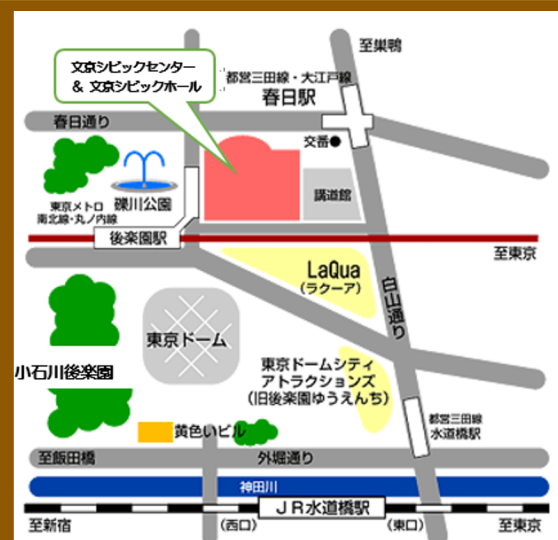 至巣鴨
文京シビックセンター
& 文京シビックホール
都営三田線・大江戸線
春日駅
春日通り
交番●
講道館
東京メトロ
南北線・丸ノ内線
礫川公園
後楽園駅
至東京
LaQua
(ラクーア)
白山通り
東京ドーム
小石川後楽園
東京ドームシティ
アトラクションズ
(旧後楽園ゆうえんち)
都営三田線
水道橋駅
黄色いビル
至飯田橋
外堀通り
神田川
JR水道橋駅
至新宿
(西口)
(東口)
至東京